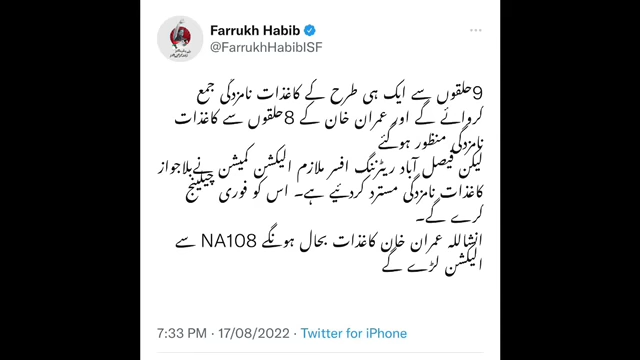 Farrukh Habib
@FarrukhHabibISF
9حلقوں سے ایک ہی طرح کے کاغذات نامزدگی جمع
کروائے گے اور عمران خان کے 8حلقوں سے کاغذات
نامزدگی منظور ہوگئے
لیکن فیصل آباد ریٹرننگ افسر ملازم الیکشن کمیشن نےبلاجواز
کاغذات نامزدگی مسترد کردئیے ہے۔ اس کو فوری چیلینج
کرے گے۔
انشاللہ عمران خان کاغذات بحال ہونگے NA108 سے
الیکشن لڑے گے
7:33 PM · 17/08/2022 · Twitter for iPhone